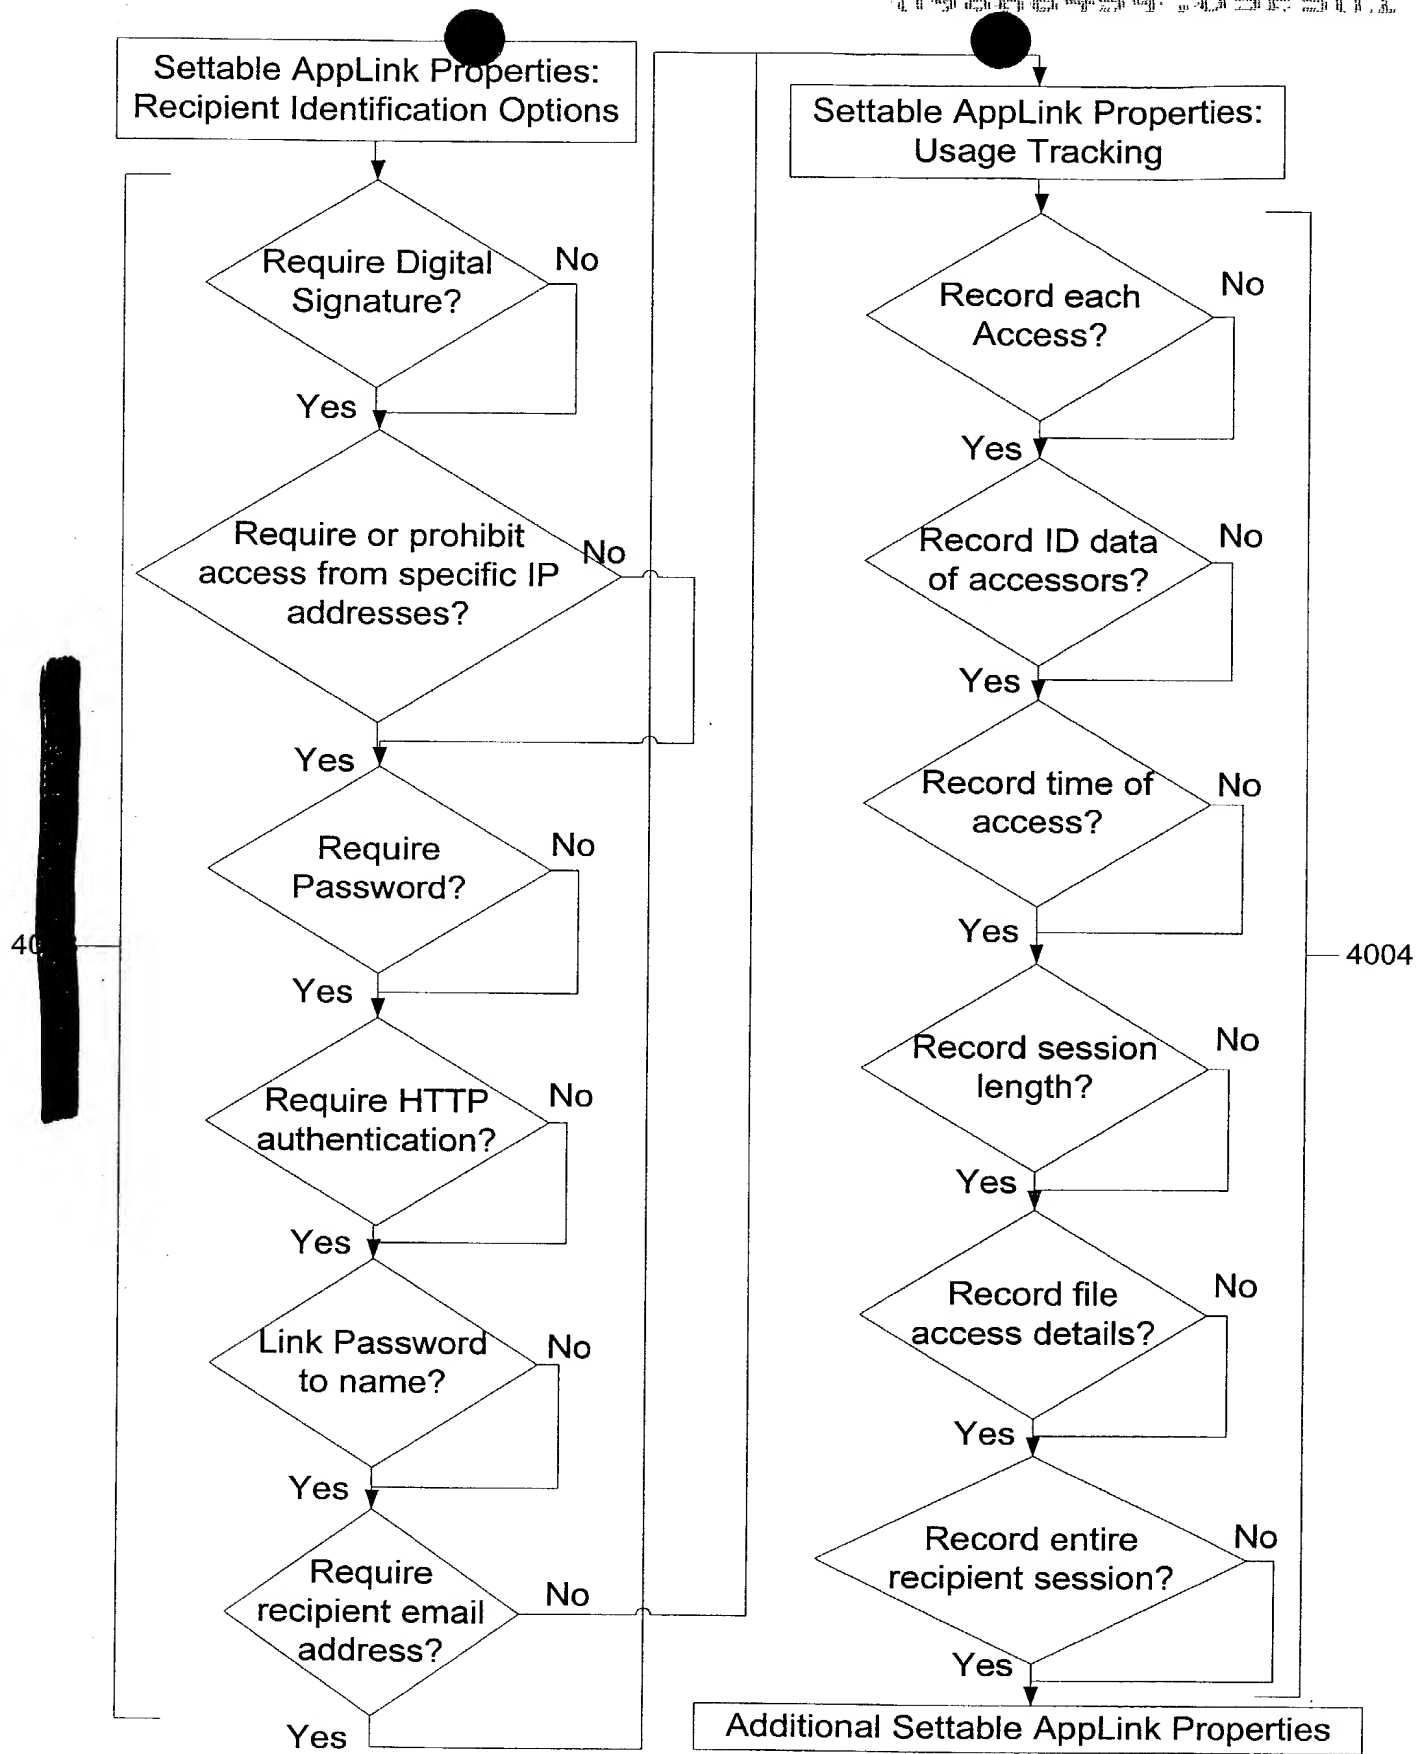 Settable AppLink Properties:
Recipient Identification Options
Require Digital
Signature?
No
Yes
Require or prohibit
access from specific IP
addresses?
No
Yes
Require
Password?
No
Yes
Require HTTP
authentication?
No
Yes
Link Password
to name?
No
Yes
Require
recipient email
address?
No
Yes
Settable AppLink Properties:
Usage Tracking
Record each
Access?
No
Yes
Record ID data
of accessors?
No
Yes
Record time of
access?
No
Yes
Record session
length?
No
Yes
Record file
access details?
No
Yes
Record entire
recipient session?
No
Yes
Additional Settable AppLink Properties
4004